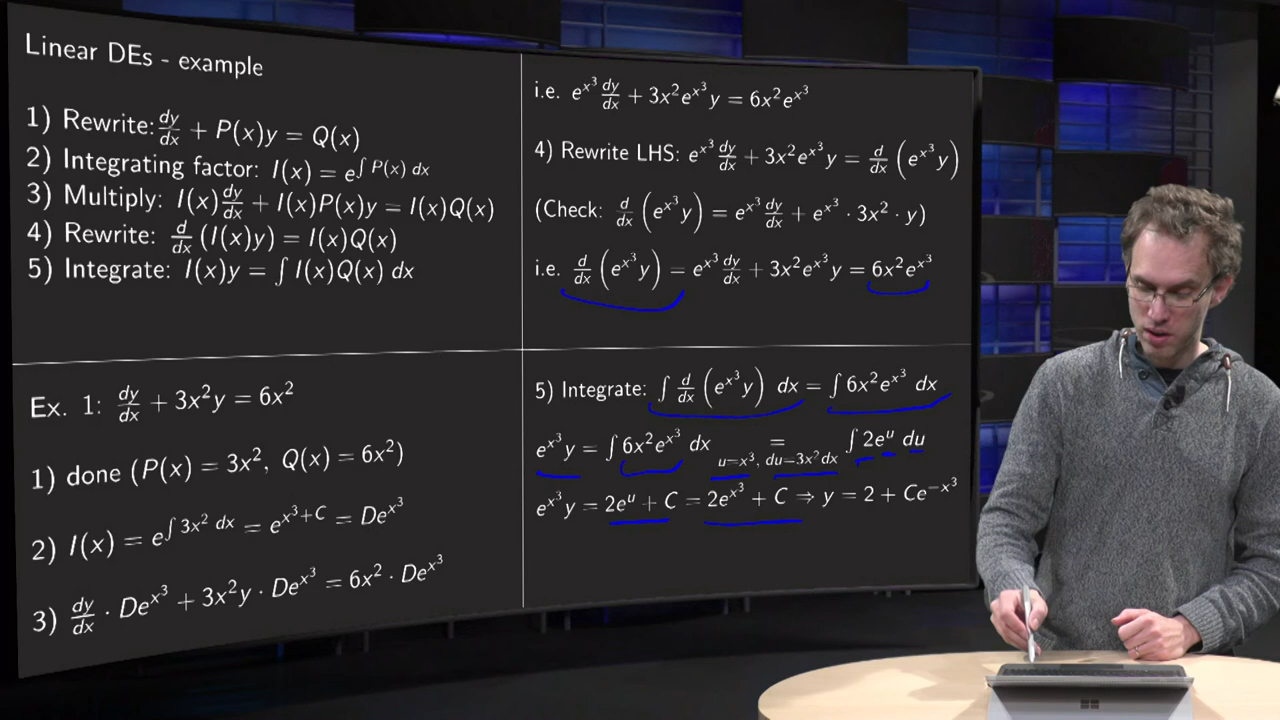 Linear DEs - example
1) Rewrite: dy/dx + P(x)y = Q(x)
2) Integrating factor: I(x) = e^{∫ P(x) dx}
3) Multiply: I(x) dy/dx + I(x)P(x)y = I(x)Q(x)
4) Rewrite: d/dx (I(x)y) = I(x)Q(x)
5) Integrate: I(x)y = ∫ I(x)Q(x) dx
Ex. 1: dy/dx + 3x²y = 6x²
1) done (P(x) = 3x², Q(x) = 6x²)
2) I(x) = e^{∫ 3x² dx} = e^{x³+C} = De^{x³}
3) dy/dx · De^{x³} + 3x²y · De^{x³} = 6x² · De^{x³}
i.e. e^{x³} dy/dx + 3x²e^{x³}y = 6x²e^{x³}
4) Rewrite LHS: e^{x³} dy/dx + 3x²e^{x³}y = d/dx (e^{x³}y)
(Check: d/dx (e^{x³}y) = e^{x³} dy/dx + e^{x³} · 3x² · y)
i.e. d/dx (e^{x³}y) = e^{x³} dy/dx + 3x²e^{x³}y = 6x²e^{x³}
5) Integrate: ∫ d/dx (e^{x³}y) dx = ∫ 6x²e^{x³} dx
e^{x³}y = ∫ 6x²e^{x³} dx = ∫ 2e^u du
u=x³, du=3x²dx
e^{x³}y = 2e^u + C = 2e^{x³} + C ⇒ y = 2 + Ce^{−x³}